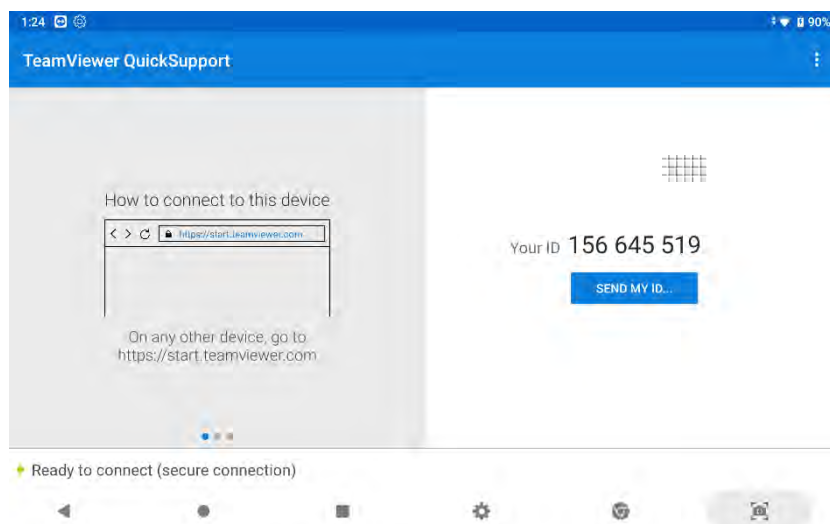 1:24
90%
TeamViewer QuickSupport
How to connect to this device
https://start.teamviewer.com
On any other device, go to
https://start.teamviewer.com
Your ID 156 645 519
SEND MY ID...
Ready to connect (secure connection)